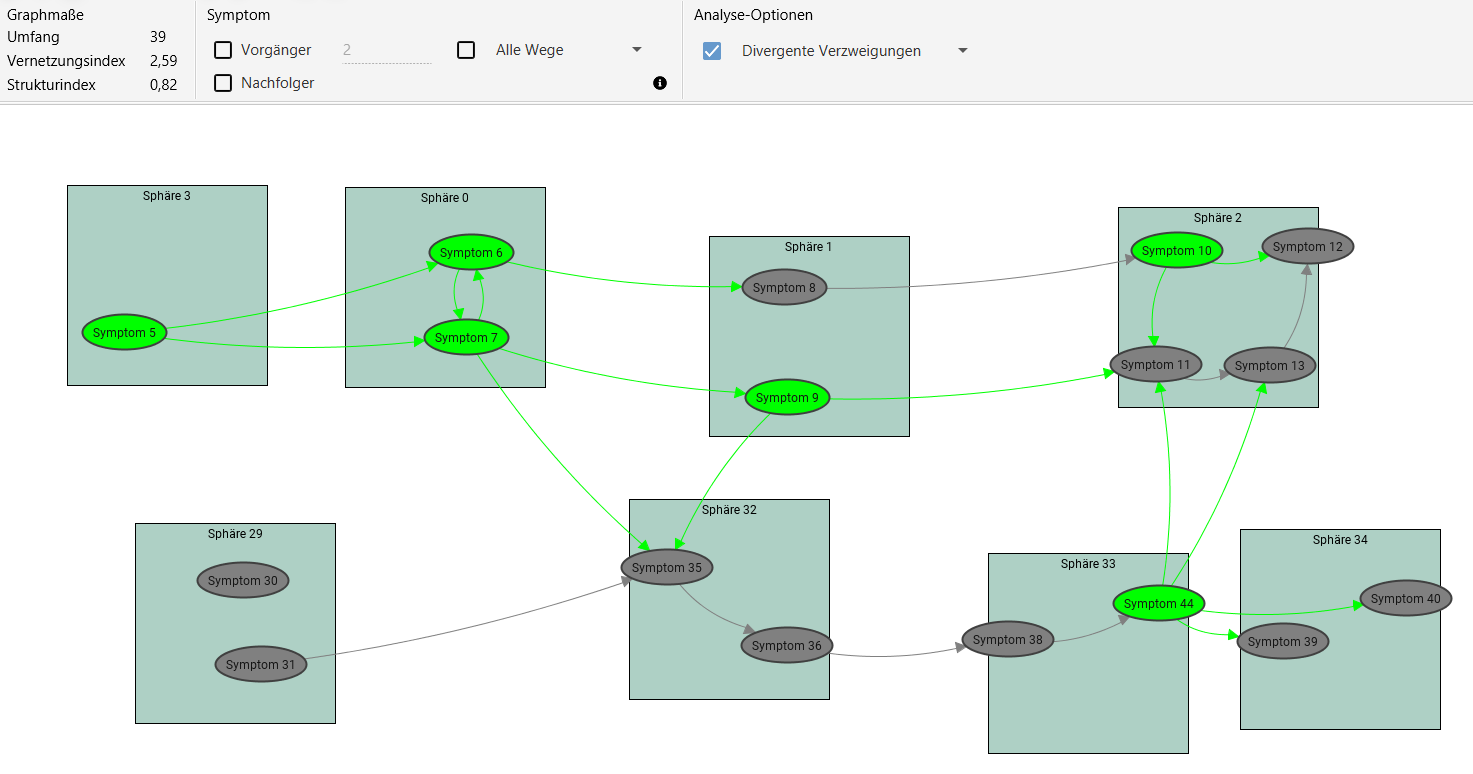 Graphmaße
Umfang 39
Vernetzungsindex 2,59
Strukturindex 0,82
Symptom
Vorgänger 2 Alle Wege
Nachfolger
Analyse-Optionen
Divergente Verzweigungen
Sphäre 3
Symptom 5
Sphäre 0
Symptom 6
Symptom 7
Sphäre 1
Symptom 8
Symptom 9
Sphäre 2
Symptom 10
Symptom 12
Symptom 11
Symptom 13
Sphäre 29
Symptom 30
Symptom 31
Sphäre 32
Symptom 35
Symptom 36
Sphäre 33
Symptom 44
Symptom 38
Sphäre 34
Symptom 40
Symptom 39